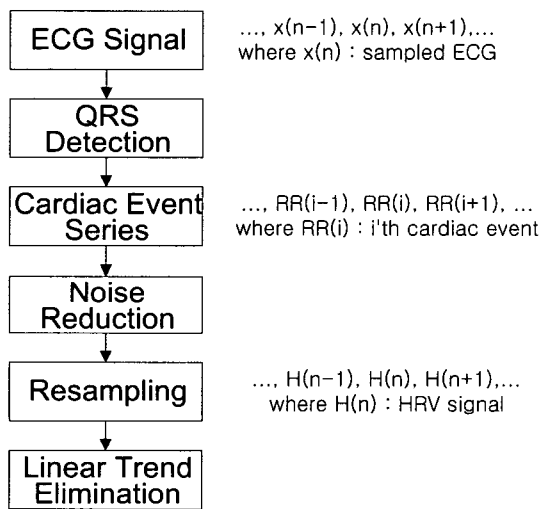 ECG Signal
..., x(n-1), x(n), x(n+1),...
where x(n) : sampled ECG
QRS
Detection
Cardiac Event
Series
..., RR(i-1), RR(i), RR(i+1), ...
where RR(i) : i'th cardiac event
Noise
Reduction
Resampling
..., H(n-1), H(n), H(n+1),...
where H(n) : HRV signal
Linear Trend
Elimination